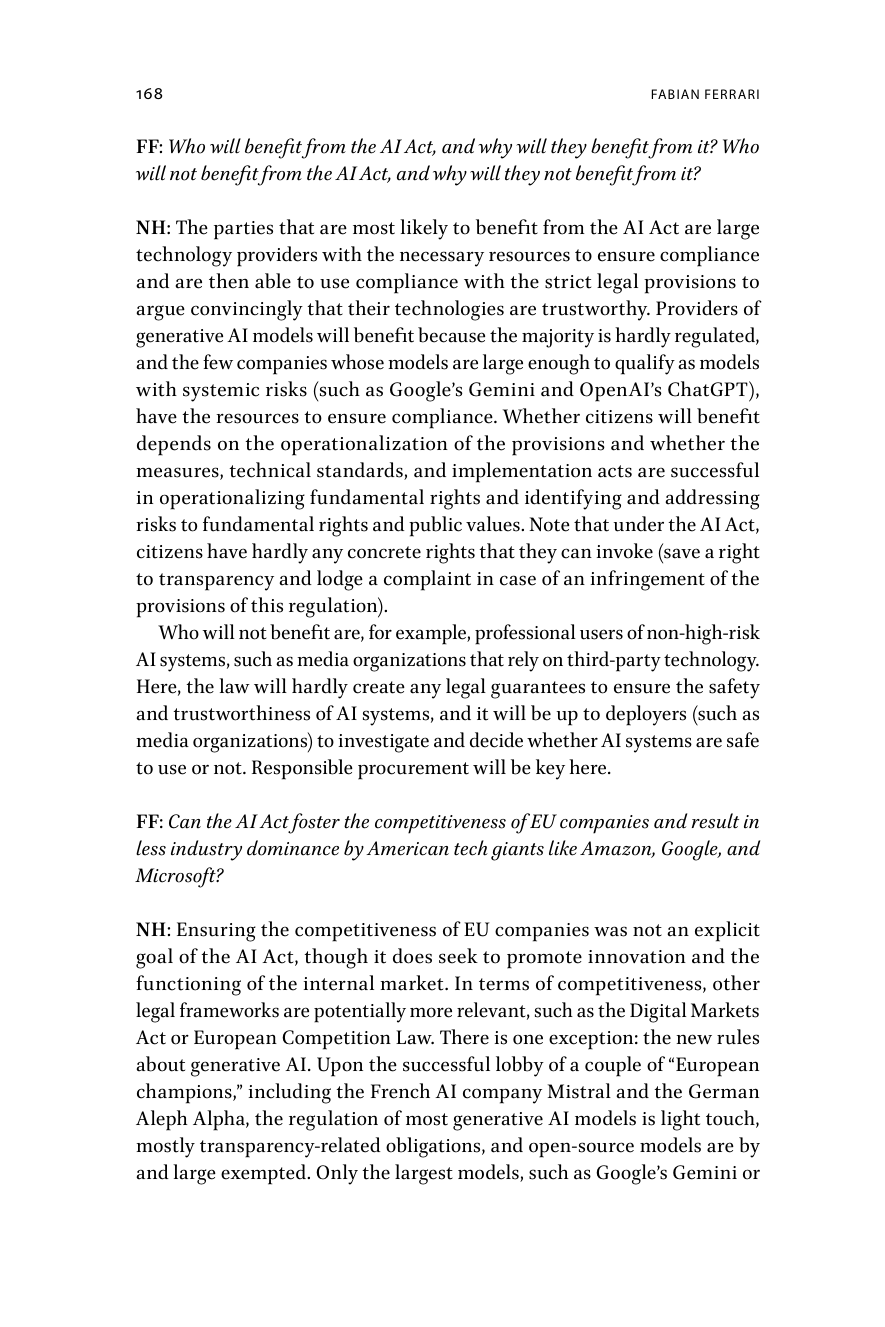 168 FABIAN FERRARI
FF: Who will benefit from the AI Act, and why will they benefit from it? Who
will not benefit from the AI Act, and why will they not benefit from it?
NH: The parties that are most likely to benefit from the AI Act are large
technology providers with the necessary resources to ensure compliance
and are then able to use compliance with the strict legal provisions to
argue convincingly that their technologies are trustworthy. Providers of
generative AI models will benefit because the majority is hardly regulated,
and the few companies whose models are large enough to qualify as models
with systemic risks (such as Google’s Gemini and OpenAI’s ChatGPT),
have the resources to ensure compliance. Whether citizens will benefit
depends on the operationalization of the provisions and whether the
measures, technical standards, and implementation acts are successful
in operationalizing fundamental rights and identifying and addressing
risks to fundamental rights and public values. Note that under the AI Act,
citizens have hardly any concrete rights that they can invoke (save a right
to transparency and lodge a complaint in case of an infringement of the
provisions of this regulation).
Who will not benefit are, for example, professional users of non-high-risk
AI systems, such as media organizations that rely on third-party technology.
Here, the law will hardly create any legal guarantees to ensure the safety
and trustworthiness of AI systems, and it will be up to deployers (such as
media organizations) to investigate and decide whether AI systems are safe
to use or not. Responsible procurement will be key here.
FF: Can the AI Act foster the competitiveness of EU companies and result in
less industry dominance by American tech giants like Amazon, Google, and
Microsoft?
NH: Ensuring the competitiveness of EU companies was not an explicit
goal of the AI Act, though it does seek to promote innovation and the
functioning of the internal market. In terms of competitiveness, other
legal frameworks are potentially more relevant, such as the Digital Markets
Act or European Competition Law. There is one exception: the new rules
about generative AI. Upon the successful lobby of a couple of “European
champions,” including the French AI company Mistral and the German
Aleph Alpha, the regulation of most generative AI models is light touch,
mostly transparency-related obligations, and open-source models are by
and large exempted. Only the largest models, such as Google’s Gemini or